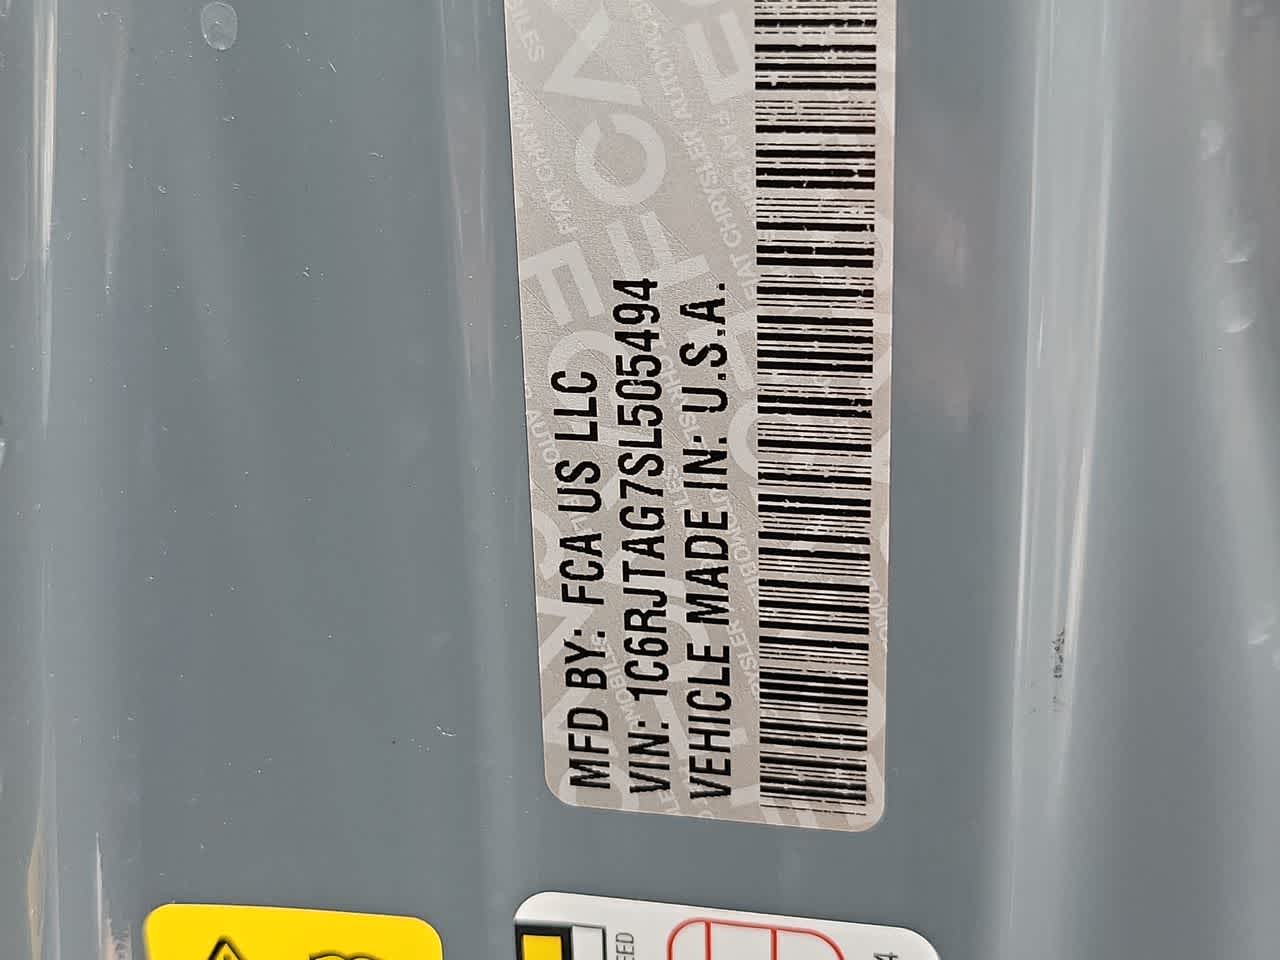 MFD BY: FCA US LLC
VIN: 1C6RJTAG7SL505494
VEHICLE MADE IN: U.S.A.